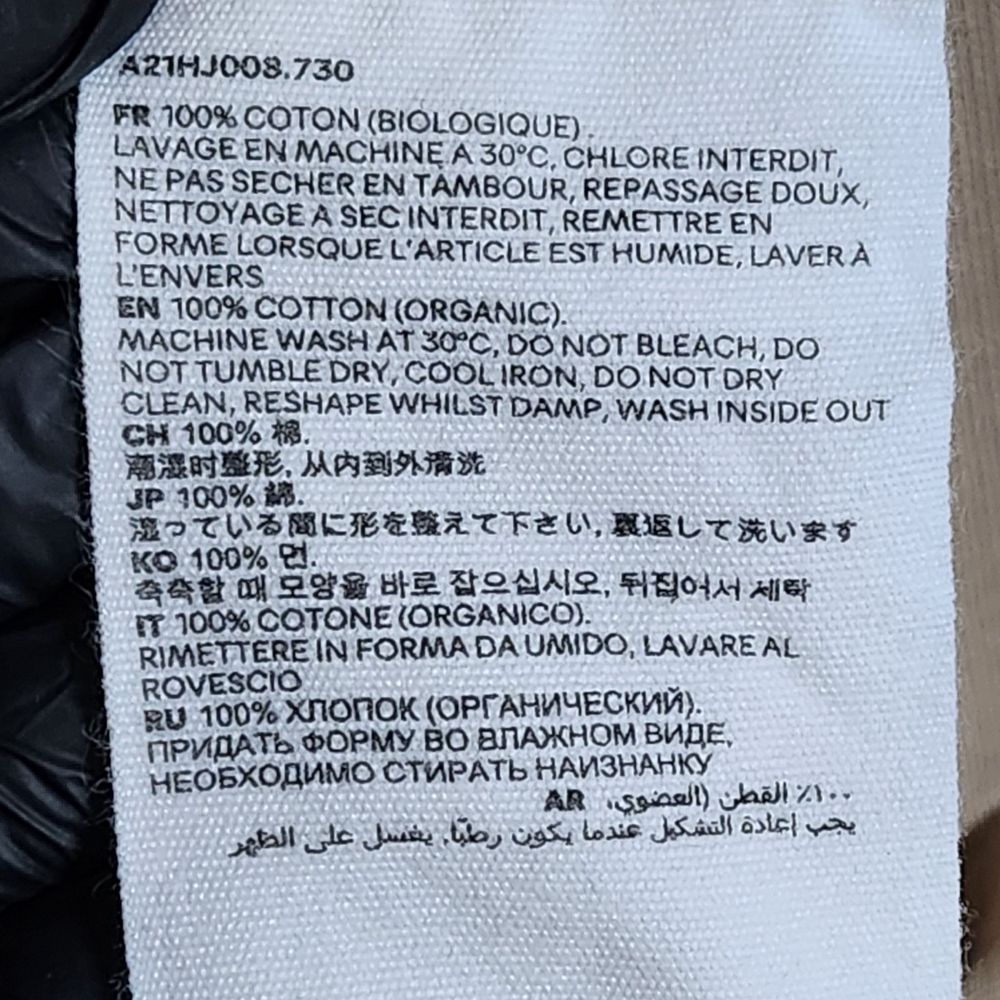 A21HJ008.730
FR 100% COTON (BIOLOGIQUE).
LAVAGE EN MACHINE A 30°C, CHLORE INTERDIT,
NE PAS SECHER EN TAMBOUR, REPASSAGE DOUX,
NETTOYAGE A SEC INTERDIT, REMETTRE EN
FORME LORSQUE L'ARTICLE EST HUMIDE, LAVER À
L'ENVERS
EN 100% COTTON (ORGANIC).
MACHINE WASH AT 30°C, DO NOT BLEACH, DO
NOT TUMBLE DRY, COOL IRON, DO NOT DRY
CLEAN, RESHAPE WHILST DAMP, WASH INSIDE OUT
CH 100% 棉.
潮湿时整形, 从内到外清洗
JP 100% 綿.
湿っている間に形を整えて下さい, 裏返して洗います
KO 100% 면.
축축할 때 모양을 바로 잡으십시오, 뒤집어서 세탁
IT 100% COTONE (ORGANICO).
RIMETTERE IN FORMA DA UMIDO, LAVARE AL
ROVESCIO
RU 100% ХЛОПОК (ОРГАНИЧЕСКИЙ).
ПРИДАТЬ ФОРМУ ВО ВЛАЖНОМ ВИДЕ,
НЕОБХОДИМО СТИРАТЬ НАИЗНАНКУ
١٠٠٪ القطن (العضوي). AR
يجب إعادة التشكيل عندما يكون رطبًا, يغسل على الظهر